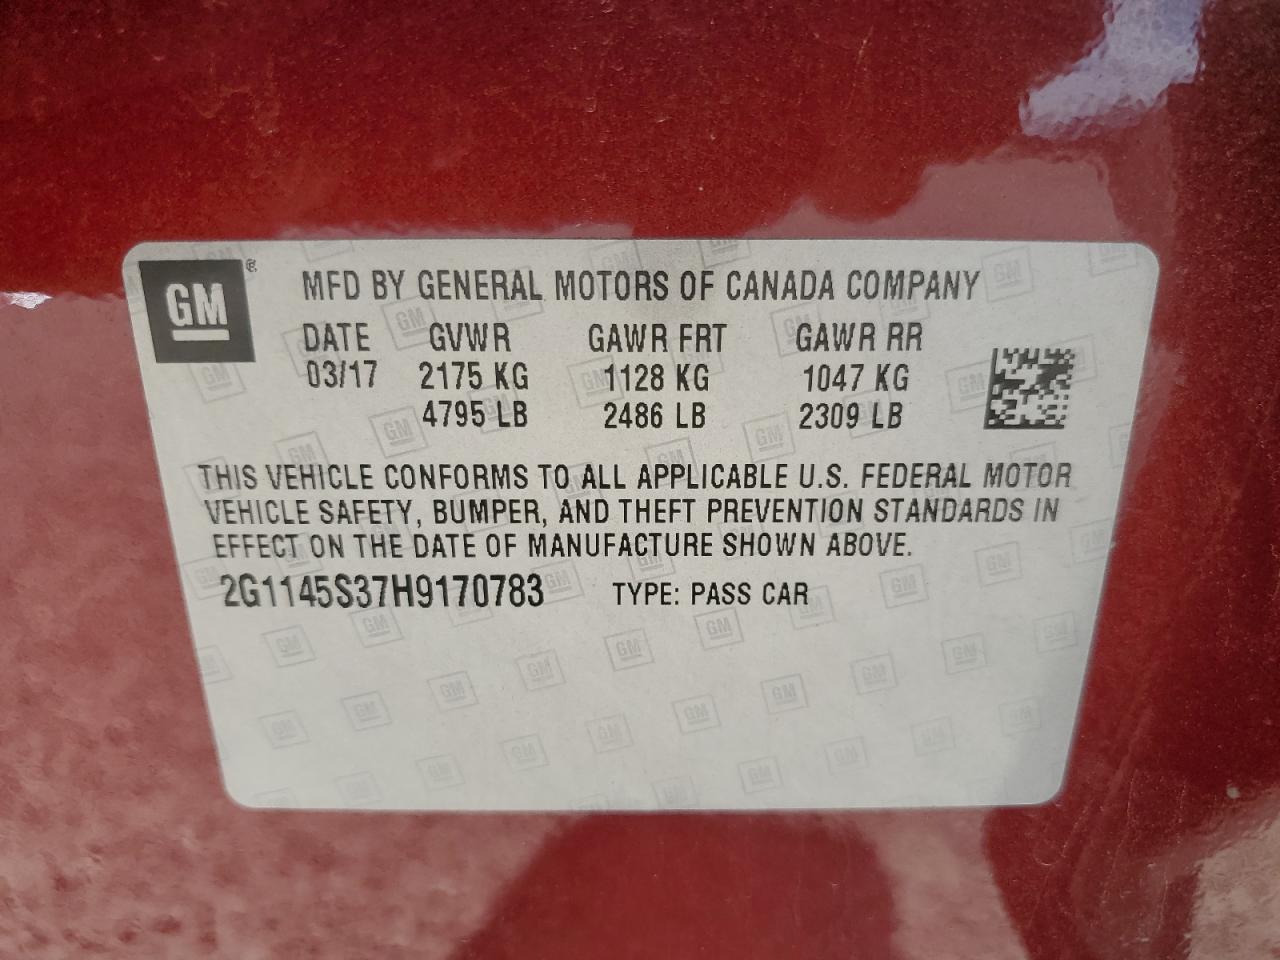 GM ®
MFD BY GENERAL MOTORS OF CANADA COMPANY
DATE GVWR GAWR FRT GAWR RR
03/17 2175 KG 1128 KG 1047 KG
4795 LB 2486 LB 2309 LB
THIS VEHICLE CONFORMS TO ALL APPLICABLE U.S. FEDERAL MOTOR
VEHICLE SAFETY, BUMPER, AND THEFT PREVENTION STANDARDS IN
EFFECT ON THE DATE OF MANUFACTURE SHOWN ABOVE.
2G1145S37H9170783 TYPE: PASS CAR